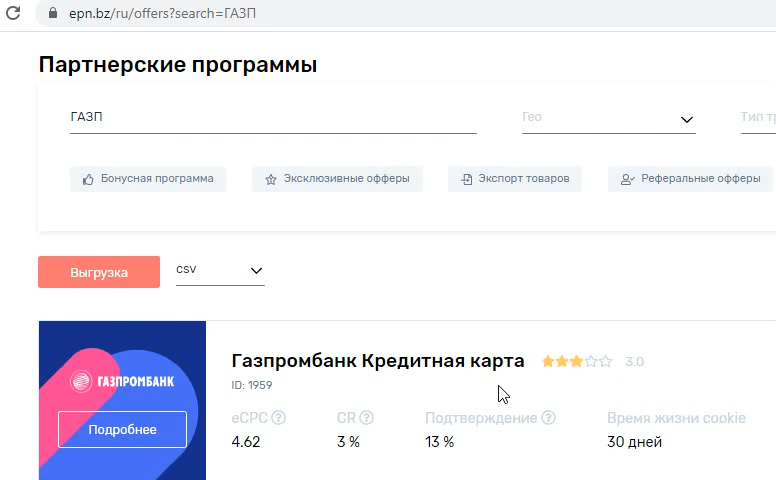 epn.bz/ru/offers?search=ГАЗП
Партнерские программы
ГАЗП Гео Тип тр
Бонусная программа Эксклюзивные офферы Экспорт товаров Реферальные офферы
Выгрузка csv
Газпромбанк Кредитная карта 3.0
ГАЗПРОМБАНК
ID: 1959
eCPC CR Подтверждение Время жизни cookie
Подробнее
4.62 3 % 13 % 30 дней